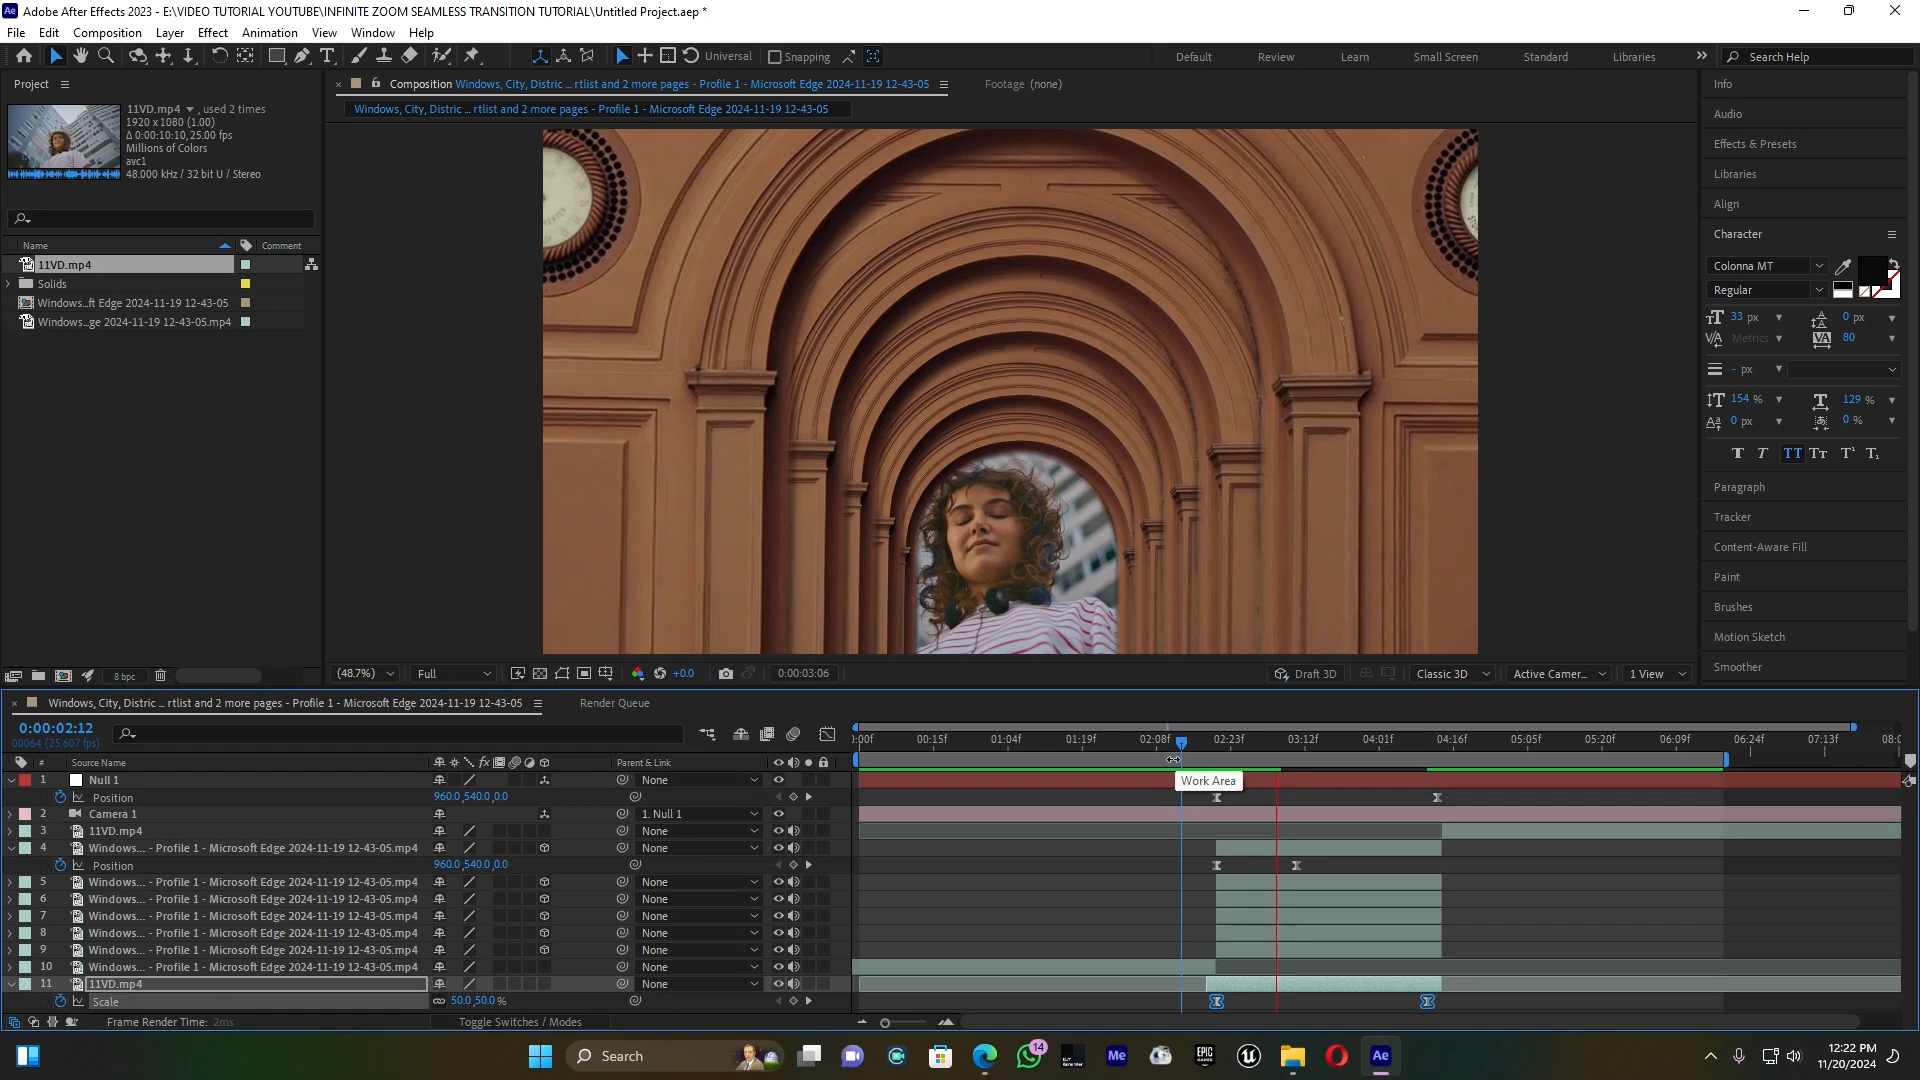 Adobe After Effects 2023 - E:\VIDEO TUTORIAL YOUTUBE\INFINITE ZOOM SEAMLESS TRANSITION TUTORIAL\Untitled Project.aep *
File Edit Composition Layer Effect Animation View Window Help
Universal Snapping Default Review Learn Small Screen Standard Libraries Search Help
Project
11VD.mp4 , used 2 times
1920 x 1080 (1.00)
Δ 0:00:10:10, 25.00 fps
Millions of Colors
avc1
48.000 kHz / 32 bit U / Stereo
Name Comment
11VD.mp4
Solids
Windows...ft Edge 2024-11-19 12-43-05
Windows...ge 2024-11-19 12-43-05.mp4
8 bpc
Composition Windows, City, Distric ... rtlist and 2 more pages - Profile 1 - Microsoft Edge 2024-11-19 12-43-05
Footage (none)
Windows, City, Distric ... rtlist and 2 more pages - Profile 1 - Microsoft Edge 2024-11-19 12-43-05
(48.7%) Full +0.0 0:00:03:06 Draft 3D Classic 3D Active Camer... 1 View
Info
Audio
Effects & Presets
Libraries
Align
Character
Colonna MT
Regular
33 px 0 px
Metrics 80
- px
154 % 129 %
0 px 0 %
T T TT Tт T¹ T₁
Paragraph
Tracker
Content-Aware Fill
Paint
Brushes
Motion Sketch
Smoother
Windows, City, Distric ... rtlist and 2 more pages - Profile 1 - Microsoft Edge 2024-11-19 12-43-05
Render Queue
0:00:02:12
00064 (25.607 fps)
):00f 00:15f 01:04f 01:19f 02:08f 02:23f 03:12f 04:01f 04:16f 05:05f 05:20f 06:09f 06:24f 07:13f 08:0
# Source Name Parent & Link
1 Null 1 None
Work Area
Position 960.0,540.0,0.0
2 Camera 1 1. Null 1
3 11VD.mp4 None
4 Windows... - Profile 1 - Microsoft Edge 2024-11-19 12-43-05.mp4 None
Position 960.0,540.0,0.0
5 Windows... - Profile 1 - Microsoft Edge 2024-11-19 12-43-05.mp4 None
6 Windows... - Profile 1 - Microsoft Edge 2024-11-19 12-43-05.mp4 None
7 Windows... - Profile 1 - Microsoft Edge 2024-11-19 12-43-05.mp4 None
8 Windows... - Profile 1 - Microsoft Edge 2024-11-19 12-43-05.mp4 None
9 Windows... - Profile 1 - Microsoft Edge 2024-11-19 12-43-05.mp4 None
10 Windows... - Profile 1 - Microsoft Edge 2024-11-19 12-43-05.mp4 None
11 11VD.mp4 None
Scale 50.0,50.0 %
Frame Render Time: 2ms Toggle Switches / Modes
Search 14 Me EPIC GAMES Ae
12:22 PM
11/20/2024